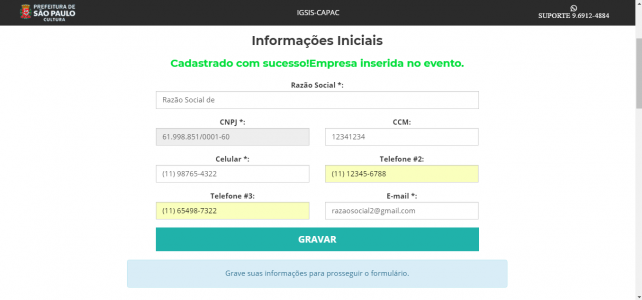 PREFEITURA DE
SÃO PAULO
CULTURA
IGSIS-CAPAC
SUPORTE 9.6912-4884
Informações Iniciais
Cadastrado com sucesso!Empresa inserida no evento.
Razão Social *:
Razão Social de
CNPJ *:
CCM:
61.998.851/0001-60
12341234
Celular *:
Telefone #2:
(11) 98765-4322
(11) 12345-6788
Telefone #3:
E-mail *:
(11) 65498-7322
razaosocial2@gmail.com
GRAVAR
Grave suas informações para prosseguir o formulário.